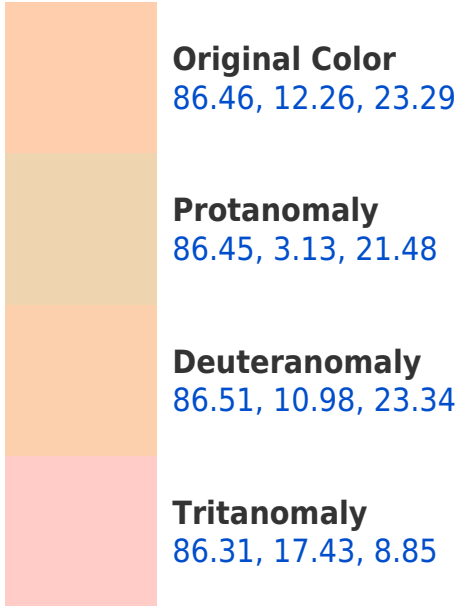 Original Color
86.46, 12.26, 23.29
Protanomaly
86.45, 3.13, 21.48
Deuteranomaly
86.51, 10.98, 23.34
Tritanomaly
86.31, 17.43, 8.85